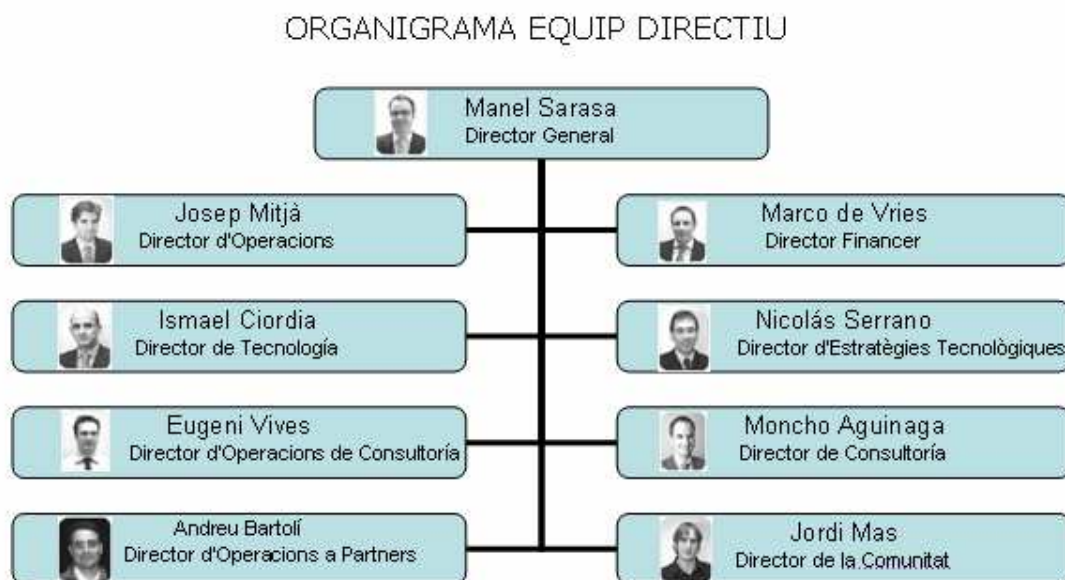 ORGANIGRAMA EQUIP DIRECTIU
Manel Sarasa
Director General
Josep Mitjà
Director d'Operacions
Marco de Vries
Director Financer
Ismael Ciordia
Director de Tecnología
Nicolás Serrano
Director d'Estratègies Tecnològiques
Eugeni Vives
Director d'Operacions de Consultoría
Moncho Aguinaga
Director de Consultoría
Andreu Bartolí
Director d'Operacions a Partners
Jordi Mas
Director de la Comunitat